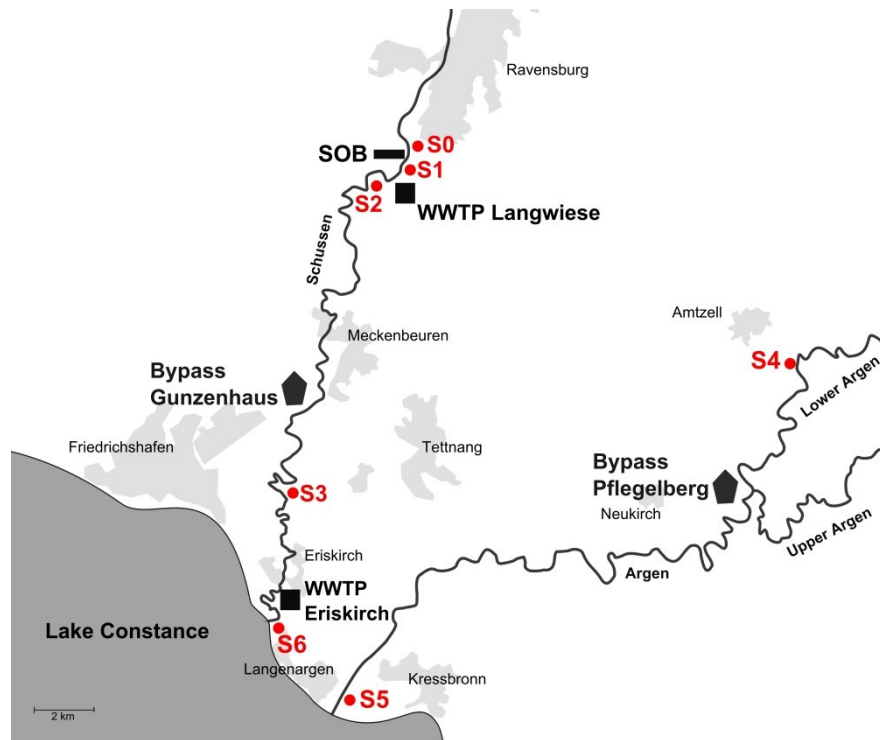 Ravensburg
S0
SOB
S1
S2
WWTP Langwiese
Schussen
Meckenbeuren
Amtzell
S4
Lower Argen
Bypass
Gunzenhaus
Friedrichshafen
Tettnang
Bypass
Pflegelberg
S3
Neukirch
Upper Argen
Eriskirch
Argen
WWTP
Eriskirch
Lake Constance
S6
Langenargen
Kressbronn
S5
2 km